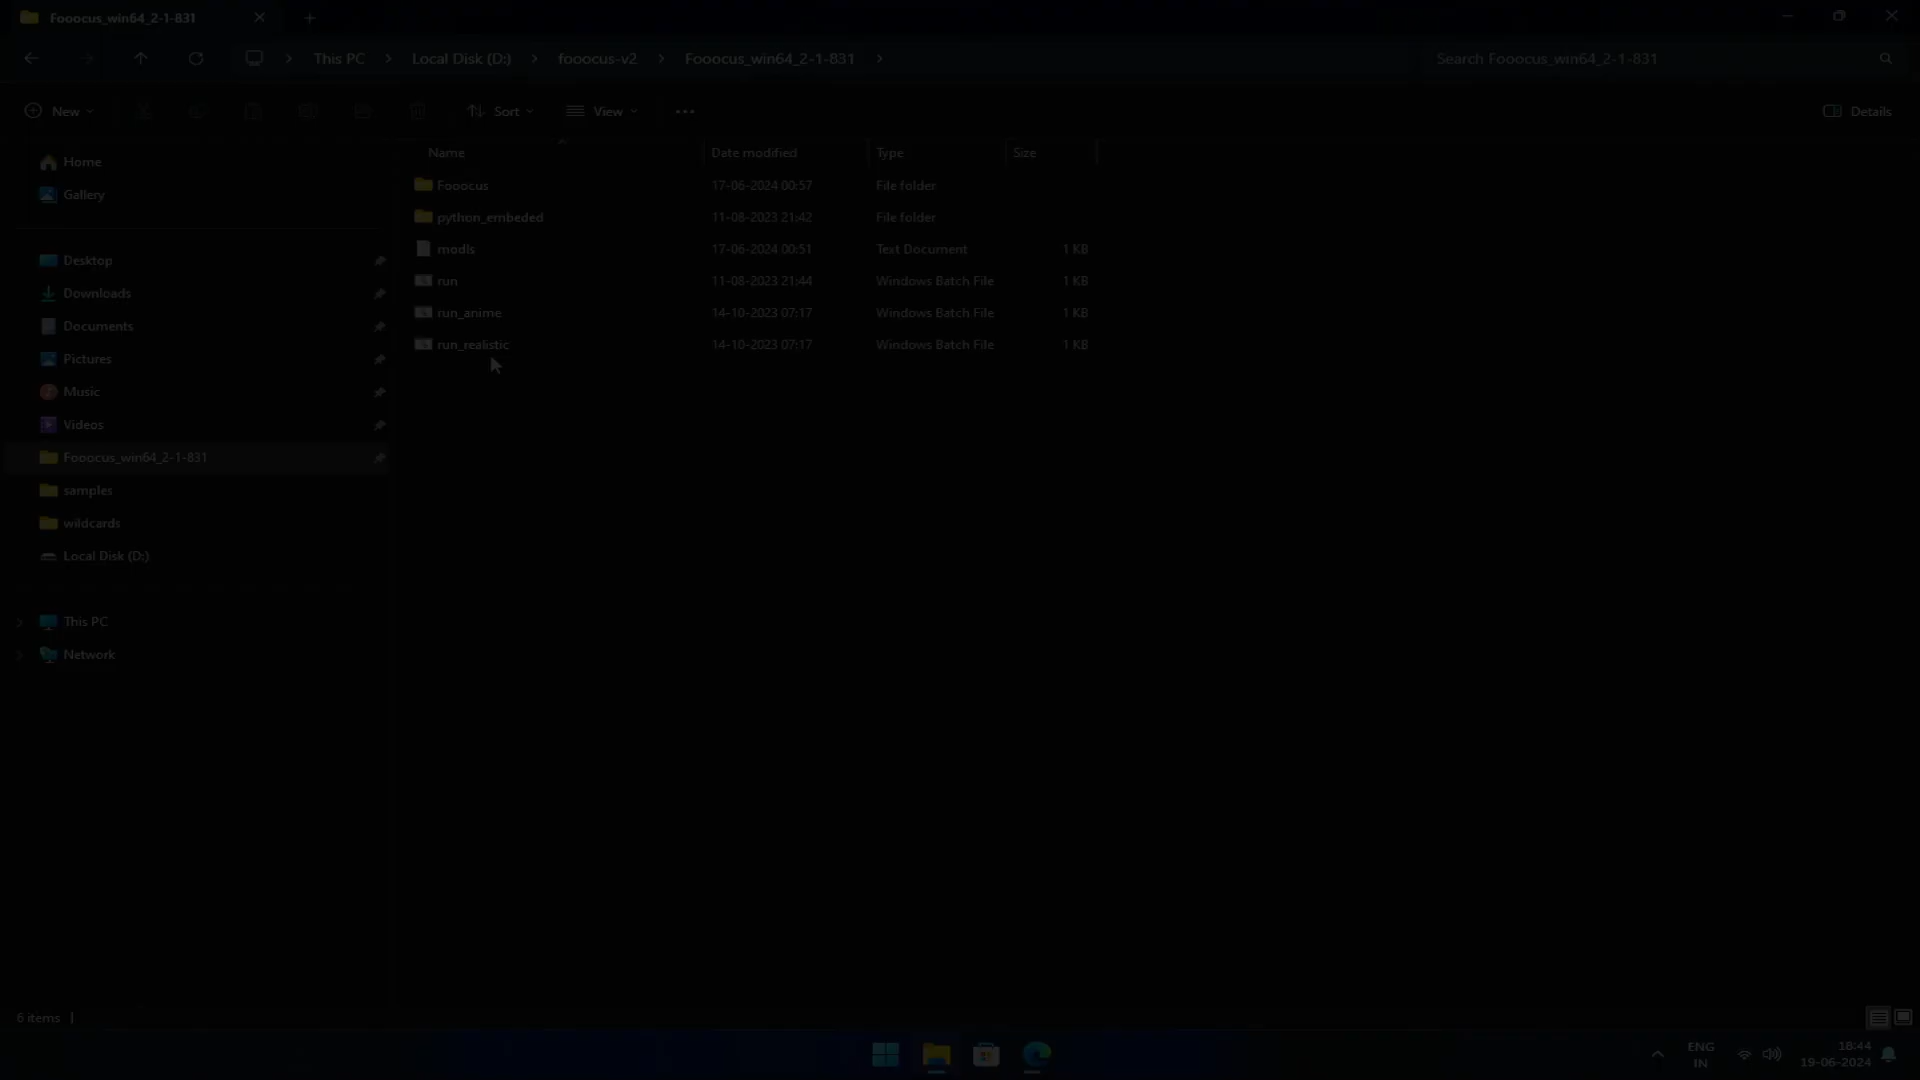 Fooocus_win64_2-1-831
This PC
Local Disk (D:)
fooocus-v2
Fooocus_win64_2-1-831
Search Fooocus_win64_2-1-831
New
Sort
View
Details
Name
Date modified
Type
Size
Fooocus
17-06-2024 00:57
File folder
python_embeded
11-08-2023 21:42
File folder
modls
17-06-2024 00:51
Text Document
1 KB
run
11-08-2023 21:44
Windows Batch File
1 KB
run_anime
14-10-2023 07:17
Windows Batch File
1 KB
run_realistic
14-10-2023 07:17
Windows Batch File
1 KB
Home
Gallery
Desktop
Downloads
Documents
Pictures
Music
Videos
Fooocus_win64_2-1-831
samples
wildcards
Local Disk (D:)
This PC
Network
6 items
ENG
IN
18:44
19-06-2024